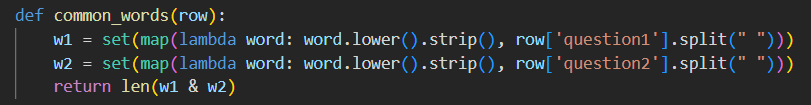 def common_words(row):
    w1 = set(map(lambda word: word.lower().strip(), row['question1'].split(" ")))
    w2 = set(map(lambda word: word.lower().strip(), row['question2'].split(" ")))
    return len(w1 & w2)